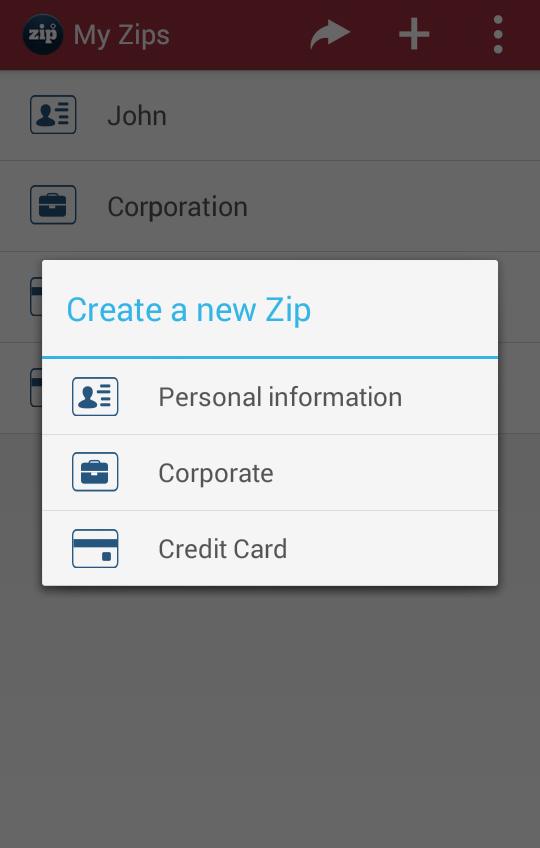 zip My Zips
John
Corporation
Create a new Zip
Personal information
Corporate
Credit Card